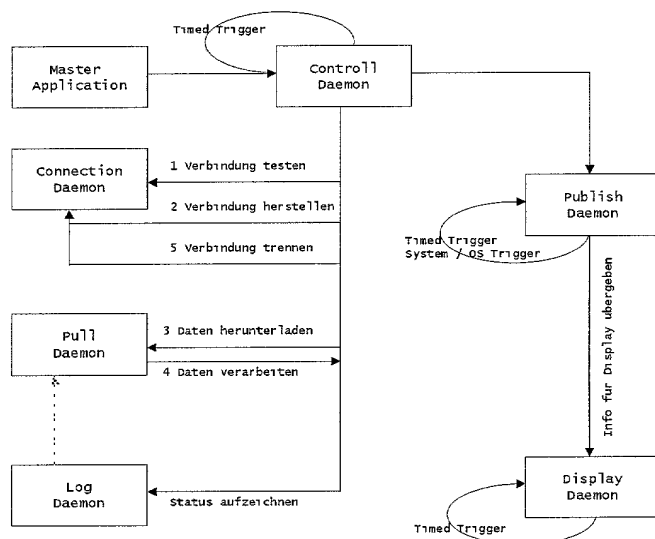 Timed Trigger
Master
Application
Controll
Daemon
Connection
Daemon
1 Verbindung testen
2 Verbindung herstellen
5 Verbindung trennen
Publish
Daemon
Timed Trigger
System / OS Trigger
Pull
Daemon
3 Daten herunterladen
4 Daten verarbeiten
Info fur Display ubergeben
Log
Daemon
Status aufzeichnen
Display
Daemon
Timed Trigger